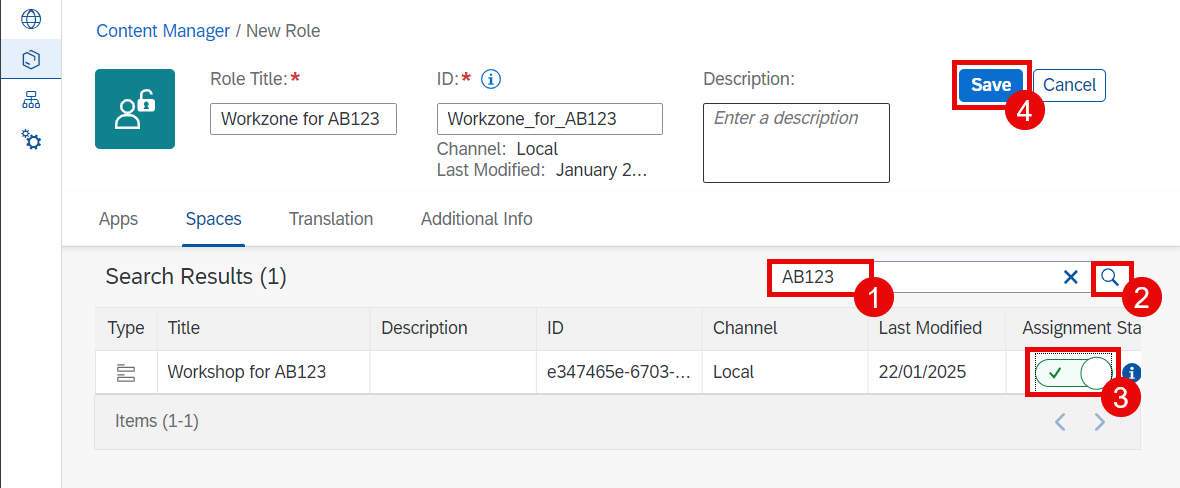 Content Manager / New Role
Role Title:* ID:* Description:
Workzone for AB123 Workzone_for_AB123 Enter a description Save Cancel
4
Channel: Local
Last Modified: January 2...
Apps Spaces Translation Additional Info
Search Results (1) AB123
1 2
Type Title Description ID Channel Last Modified Assignment Sta
Workshop for AB123 e347465e-6703-... Local 22/01/2025
3
Items (1-1)